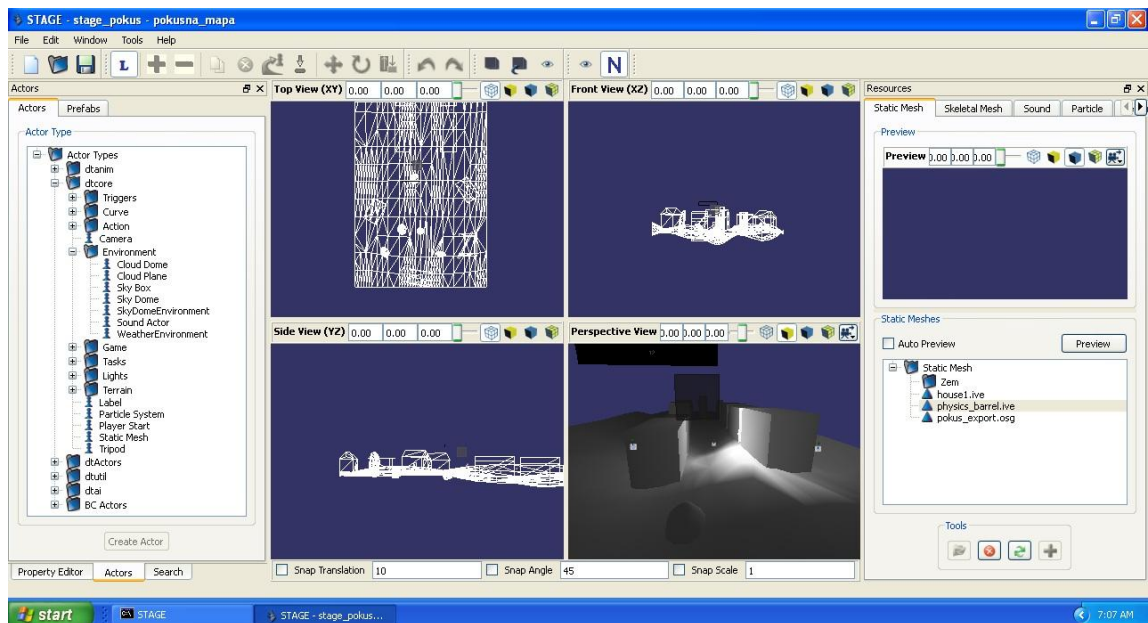 STAGE - stage_pokus - pokusna_mapa
File Edit Window Tools Help
L N
Actors
Actors Prefabs
Actor Type
Actor Types
dtanim
dtcore
Triggers
Curve
Action
Camera
Environment
Cloud Dome
Cloud Plane
Sky Box
Sky Dome
SkyDomeEnvironment
Sound Actor
WeatherEnvironment
Game
Tasks
Lights
Terrain
Label
Particle System
Player Start
Static Mesh
Tripod
dtActors
dtutil
dtai
BC Actors
Create Actor
Property Editor Actors Search
Top View (XY) 0.00 0.00 0.00
Front View (XZ) 0.00 0.00 0.00
Side View (YZ) 0.00 0.00 0.00
Perspective View 0.00 0.00 0.00
Snap Translation 10 Snap Angle 45 Snap Scale 1
Resources
Static Mesh Skeletal Mesh Sound Particle
Preview
Preview 0.00 0.00 0.00
Static Meshes
Auto Preview Preview
Static Mesh
Zem
house1.ive
physics_barrel.ive
pokus_export.osg
Tools
start STAGE STAGE - stage_pokus... 7:07 AM